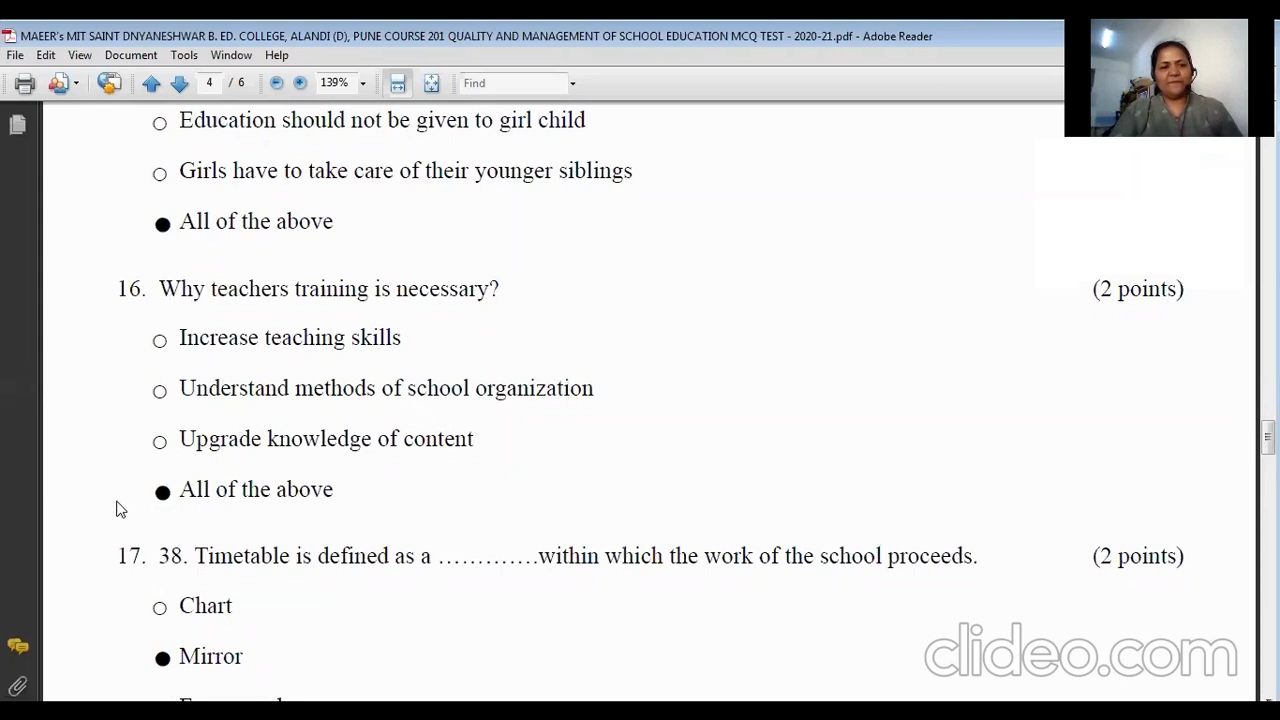 MAEER's MIT SAINT DNYANESHWAR B. ED. COLLEGE, ALANDI (D), PUNE COURSE 201 QUALITY AND MANAGEMENT OF SCHOOL EDUCATION MCQ TEST - 2020-21.pdf - Adobe Reader
File Edit View Document Tools Window Help
4 / 6 139% Find
Education should not be given to girl child
Girls have to take care of their younger siblings
All of the above
16. Why teachers training is necessary? (2 points)
Increase teaching skills
Understand methods of school organization
Upgrade knowledge of content
All of the above
17. 38. Timetable is defined as a ………….within which the work of the school proceeds. (2 points)
Chart
Mirror
clideo.com